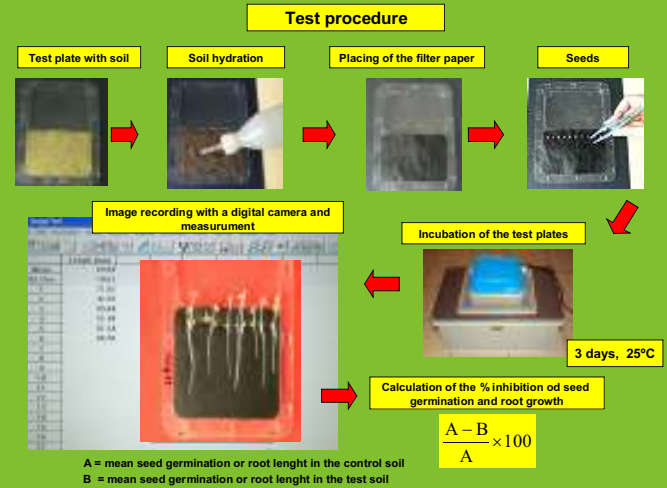 Test procedure
Test plate with soil
Soil hydration
Placing of the filter paper
Seeds
Image recording with a digital camera and
measurument
Incubation of the test plates
3 days, 25ºC
Calculation of the % inhibition od seed
germination and root growth
A − B
A
×100
A = mean seed germination or root lenght in the control soil
B = mean seed germination or root lenght in the test soil